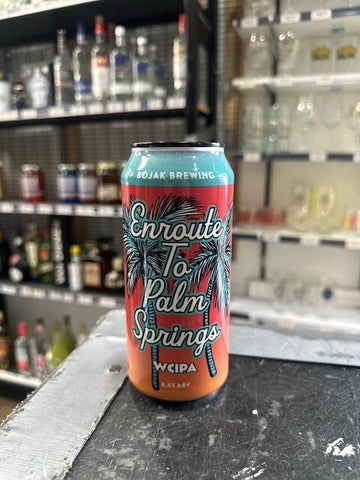 BOJAK BREWING
Enroute
To
Palm
Springs
WCIPA